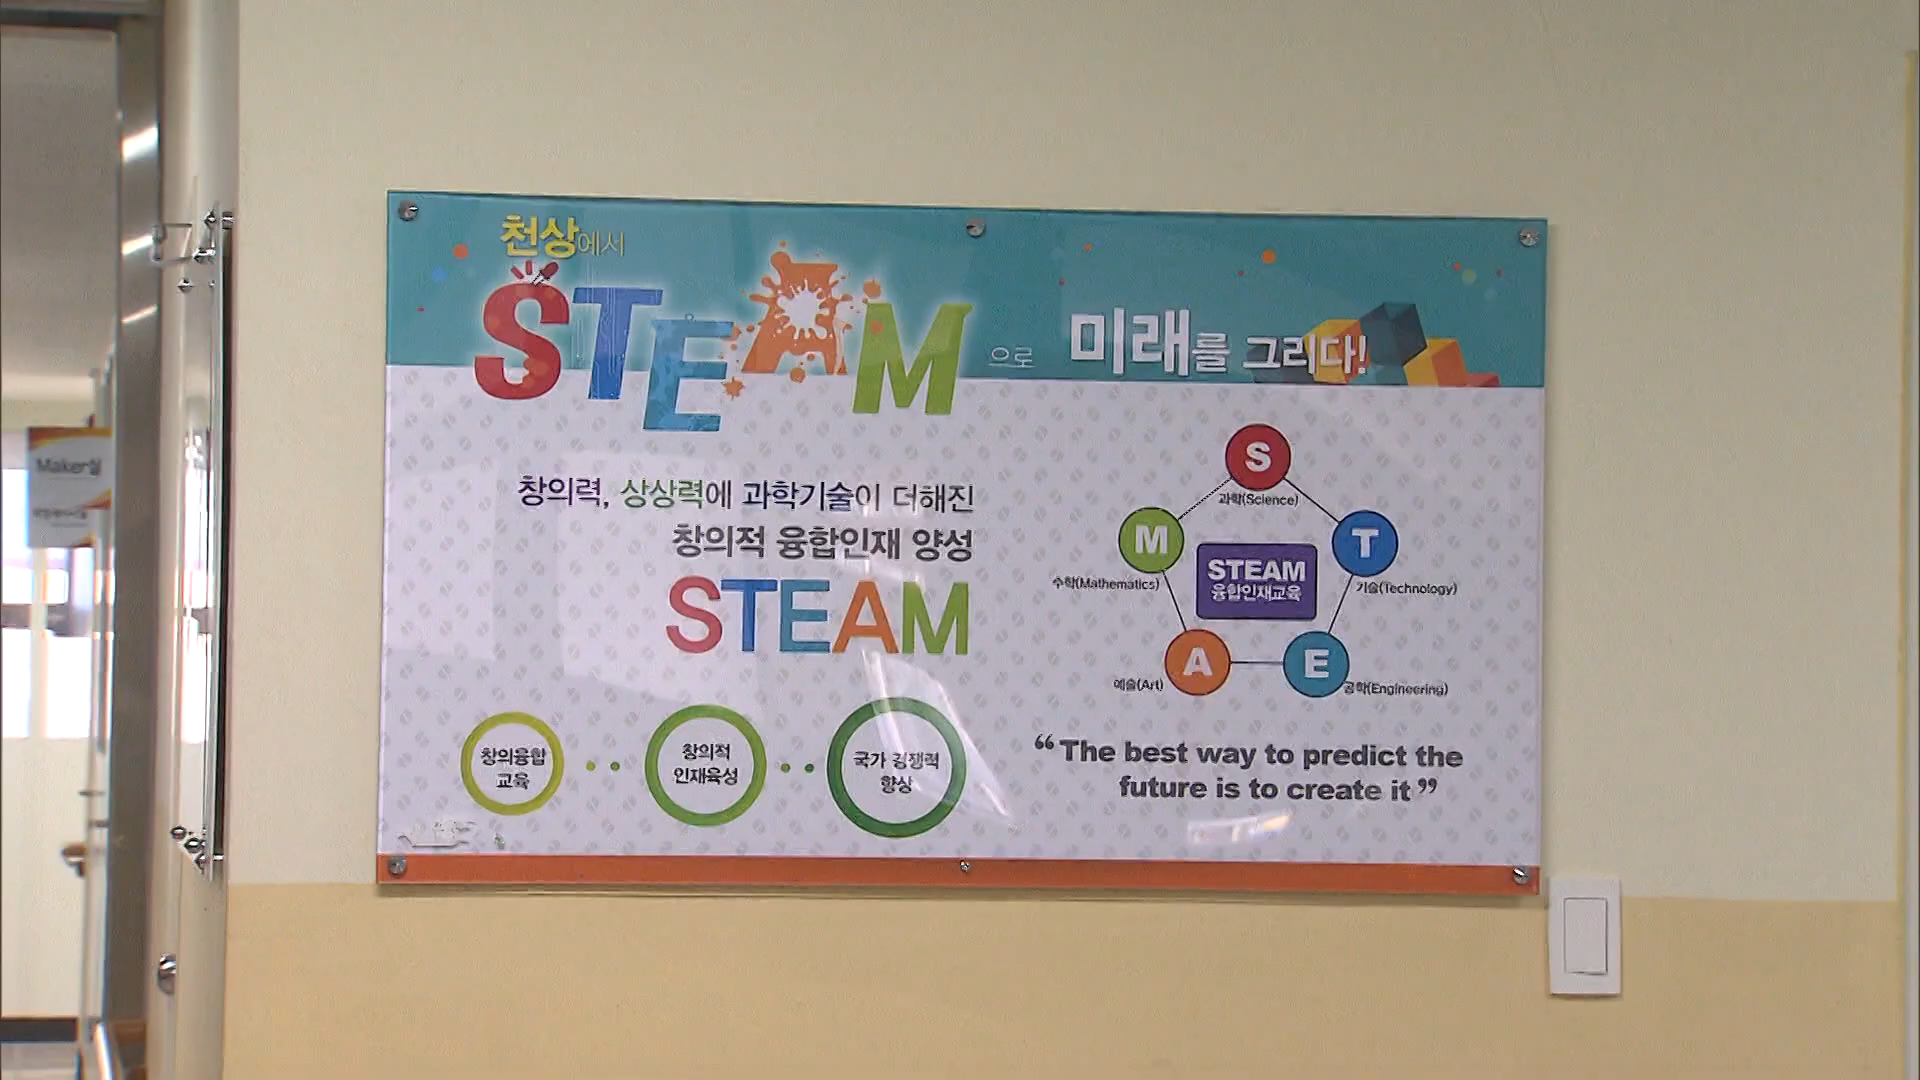 천상에서
STEAM으로 미래를 그리다!
창의력, 상상력에 과학기술이 더해진
창의적 융합인재 양성
STEAM
창의융합
교육
창의적
인재육성
국가 경쟁력
향상
S
과학(Science)
M
T
수학(Mathematics)
기술(Technology)
STEAM
융합인재교육
A
E
예술(Art)
공학(Engineering)
“The best way to predict the
future is to create it”
Maker실